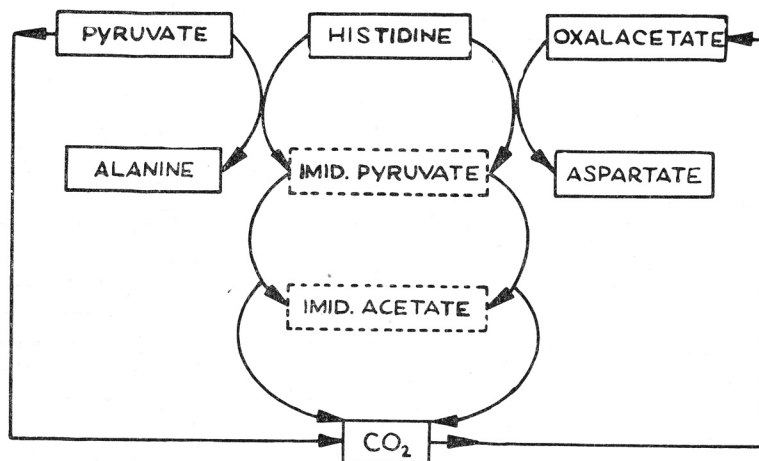 PYRUVATE
HISTIDINE
OXALACETATE
ALANINE
IMID. PYRUVATE
ASPARTATE
IMID. ACETATE
CO₂